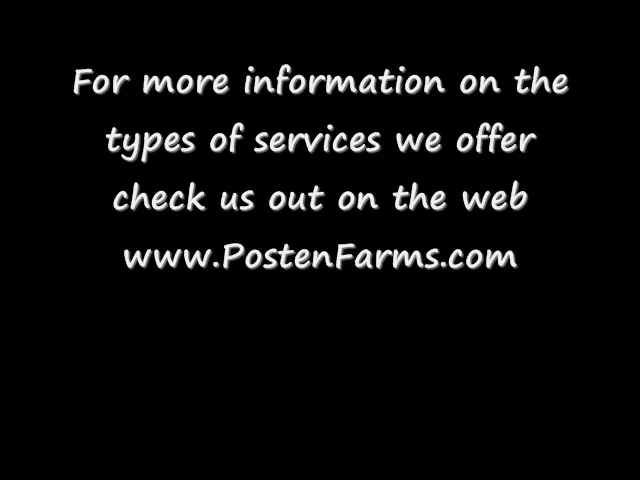 For more information on the
types of services we offer
check us out on the web
www.PostenFarms.com